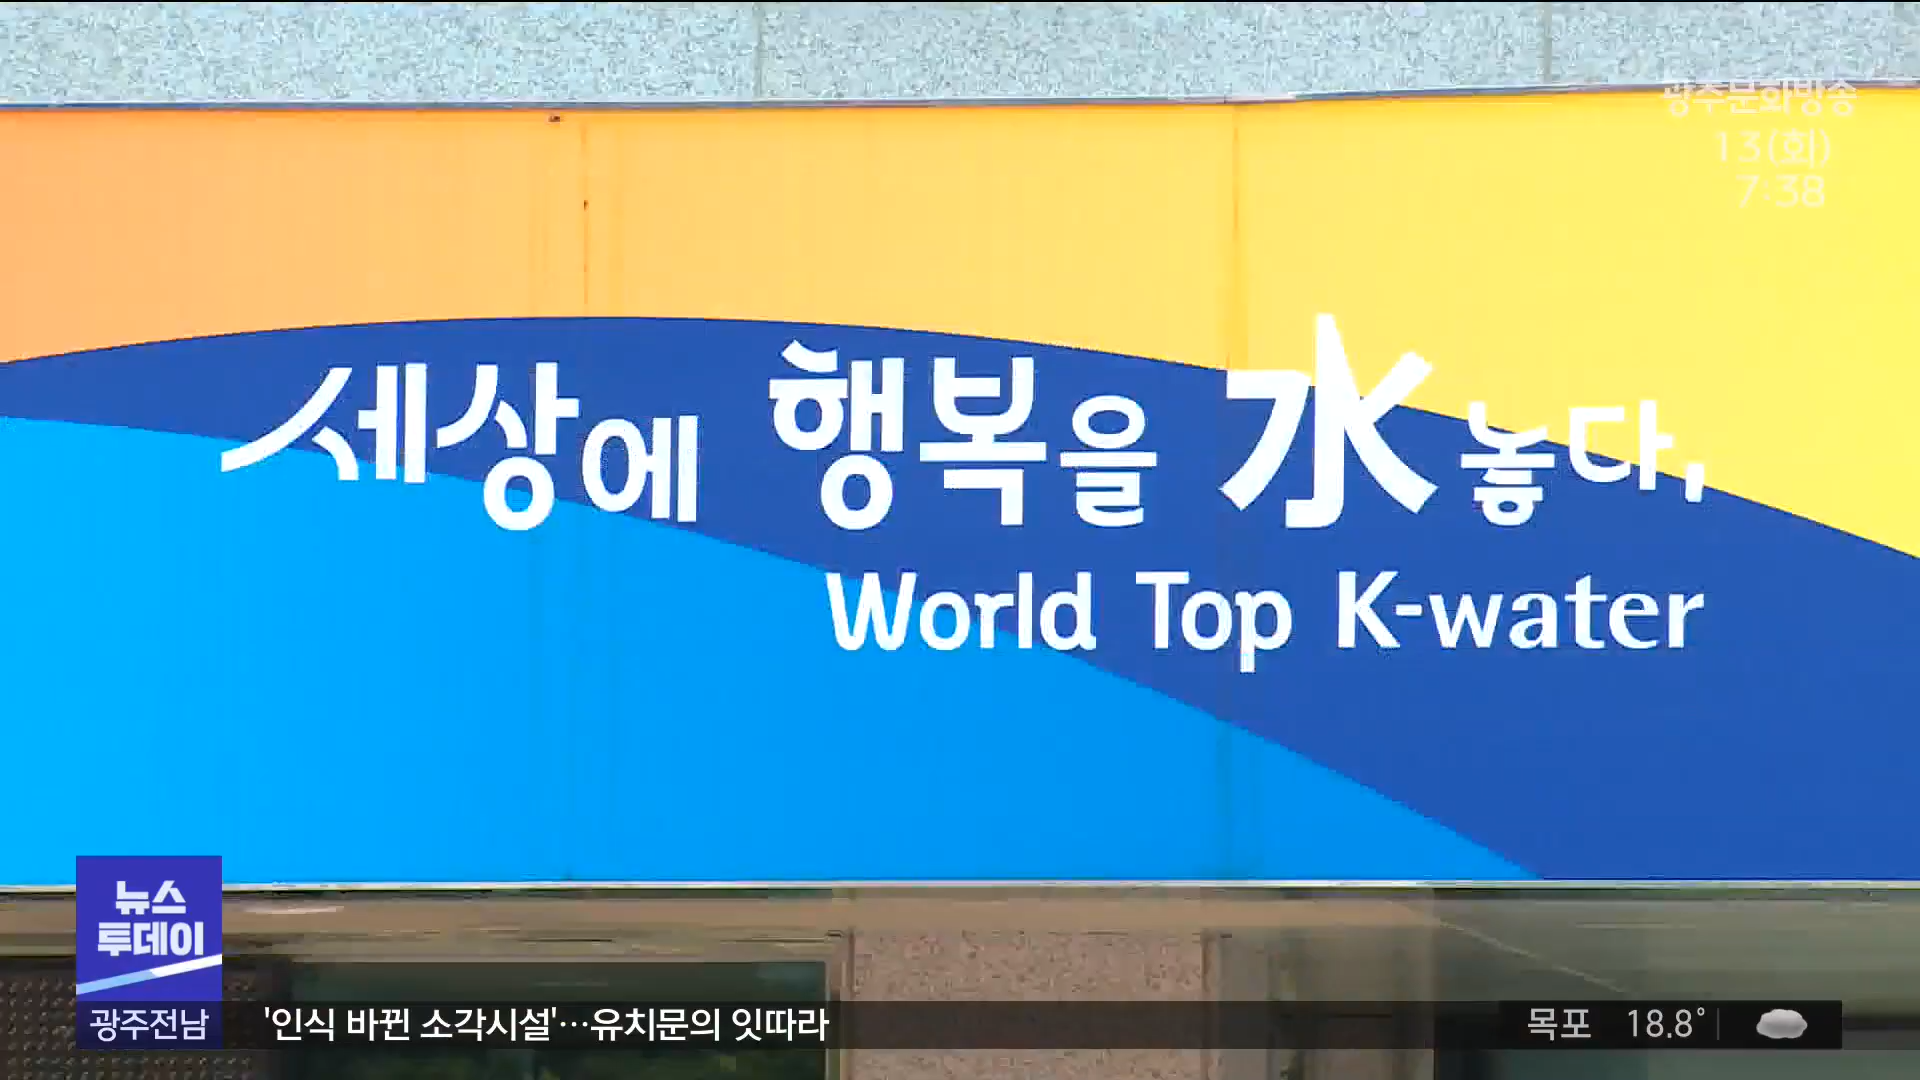 광주문화방송
13(화)
7:38
세상에 행복을 水 놓다,
World Top K-water
뉴스
투데이
광주전남 '인식 바뀐 소각시설'…유치문의 잇따라 목포 18.8°